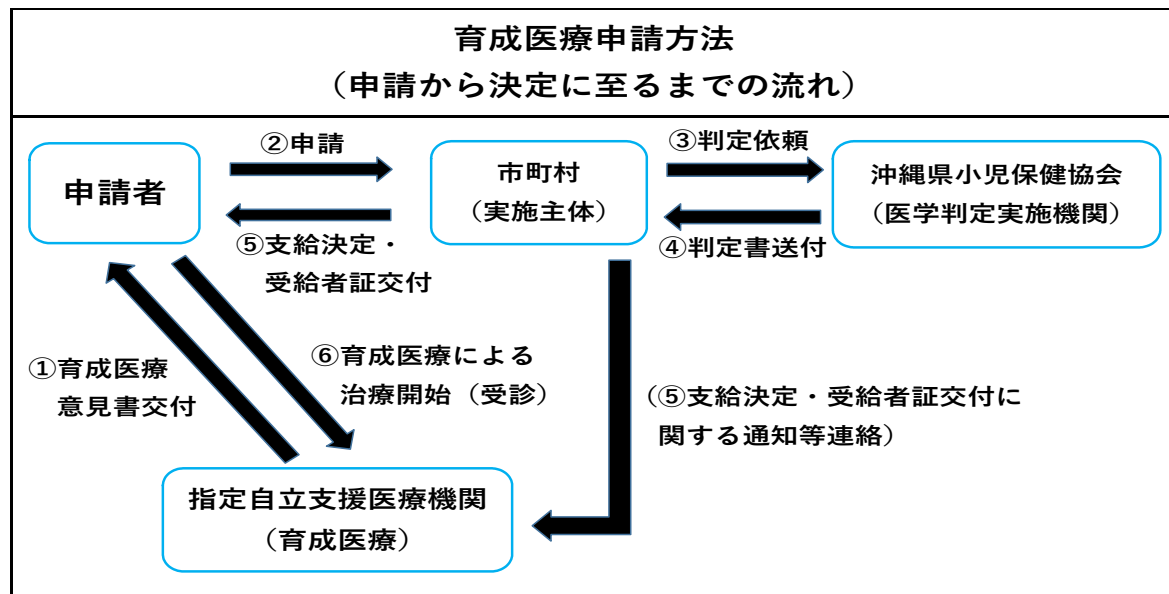 育成医療申請方法
（申請から決定に至るまでの流れ）
②申請
③判定依頼
申請者
市町村
（実施主体）
沖縄県小児保健協会
（医学判定実施機関）
⑤支給決定・
受給者証交付
④判定書送付
①育成医療
意見書交付
⑥育成医療による
治療開始（受診）
（⑤支給決定・受給者証交付に
関する通知等連絡）
指定自立支援医療機関
（育成医療）